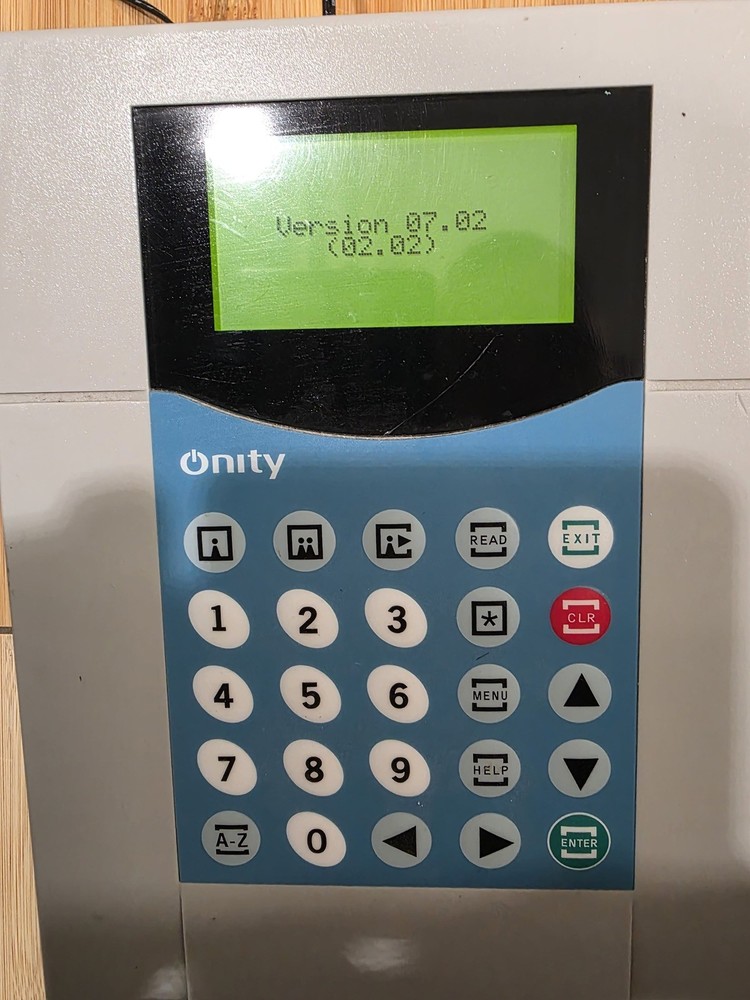 Version 07.02
(02.02)
Onity
READ
EXIT
1 2 3 * CLR
4 5 6 MENU
7 8 9 HELP
A-Z 0 ENTER